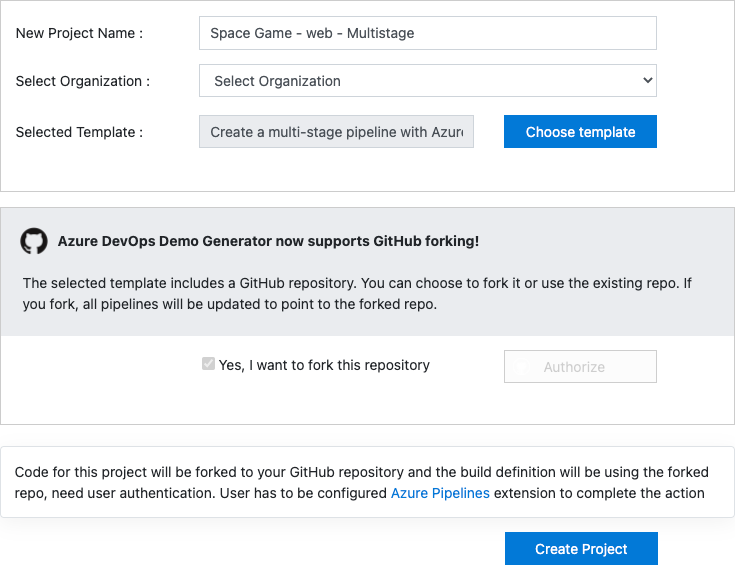 New Project Name :
Space Game - web - Multistage
Select Organization :
Select Organization
Selected Template :
Create a multi-stage pipeline with Azur
Choose template
Azure DevOps Demo Generator now supports GitHub forking!
The selected template includes a GitHub repository. You can choose to fork it or use the existing repo. If
you fork, all pipelines will be updated to point to the forked repo.
Yes, I want to fork this repository
Authorize
Code for this project will be forked to your GitHub repository and the build definition will be using the forked
repo, need user authentication. User has to be configured Azure Pipelines extension to complete the action
Create Project